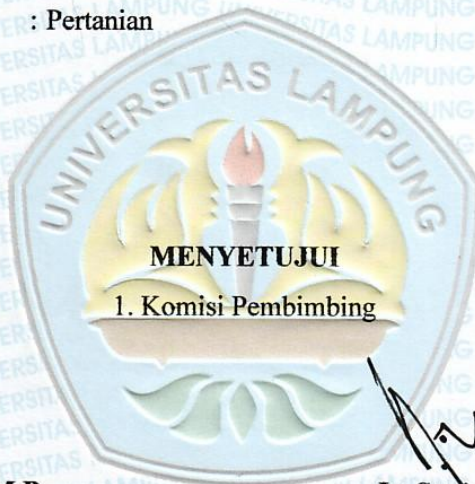 : Pertanian
UNIVERSITAS LAMPUNG
MENYETUJUI
1. Komisi Pembimbing